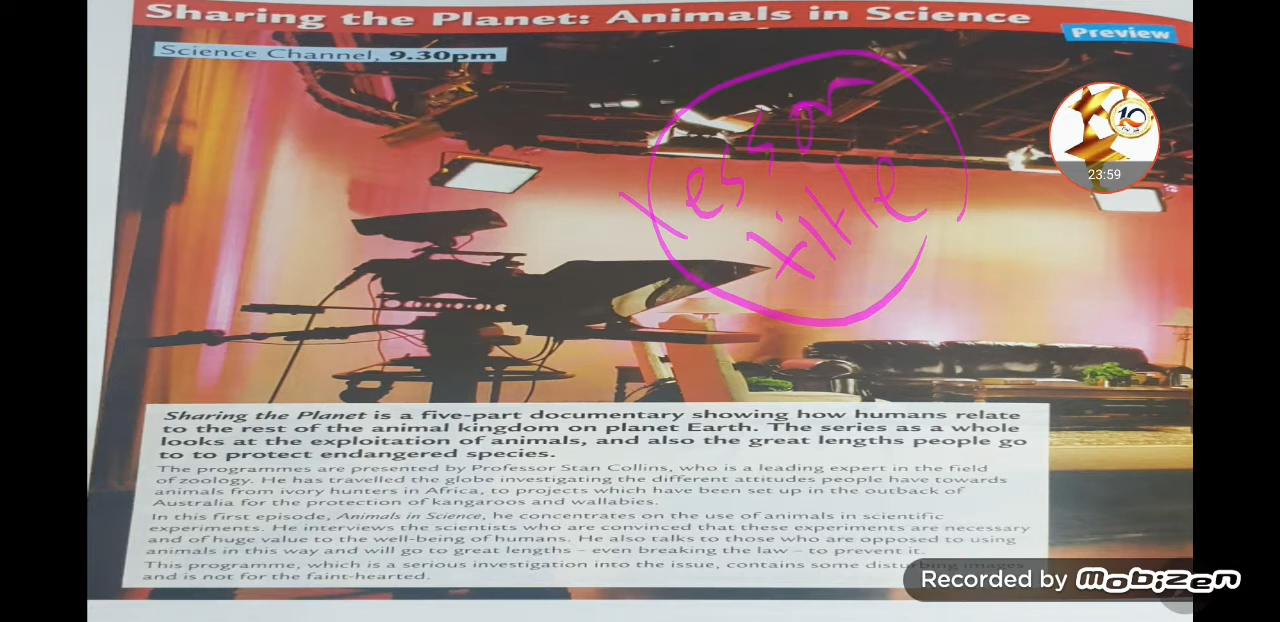 Sharing the Planet: Animals in Science
Preview
Science Channel, 9.30pm
Lesson
title
10
23:59
Sharing the Planet is a five-part documentary showing how humans relate
to the rest of the animal kingdom on planet Earth. The series as a whole
looks at the exploitation of animals, and also the great lengths people go
to to protect endangered species.
The programmes are presented by Professor Stan Collins, who is a leading expert in the field
of zoology. He has travelled the globe investigating the different attitudes people have towards
animals from ivory hunters in Africa, to projects which have been set up in the outback of
Australia for the protection of kangaroos and wallabies.
In this first episode, Animals in Science, he concentrates on the use of animals in scientific
experiments. He interviews the scientists who are convinced that these experiments are necessary
and of huge value to the well-being of humans. He also talks to those who are opposed to using
animals in this way and will go to great lengths – even breaking the law – to prevent it.
This programme, which is a serious investigation into the issue, contains some disturbing images
and is not for the faint-hearted.
Recorded by Mobizen